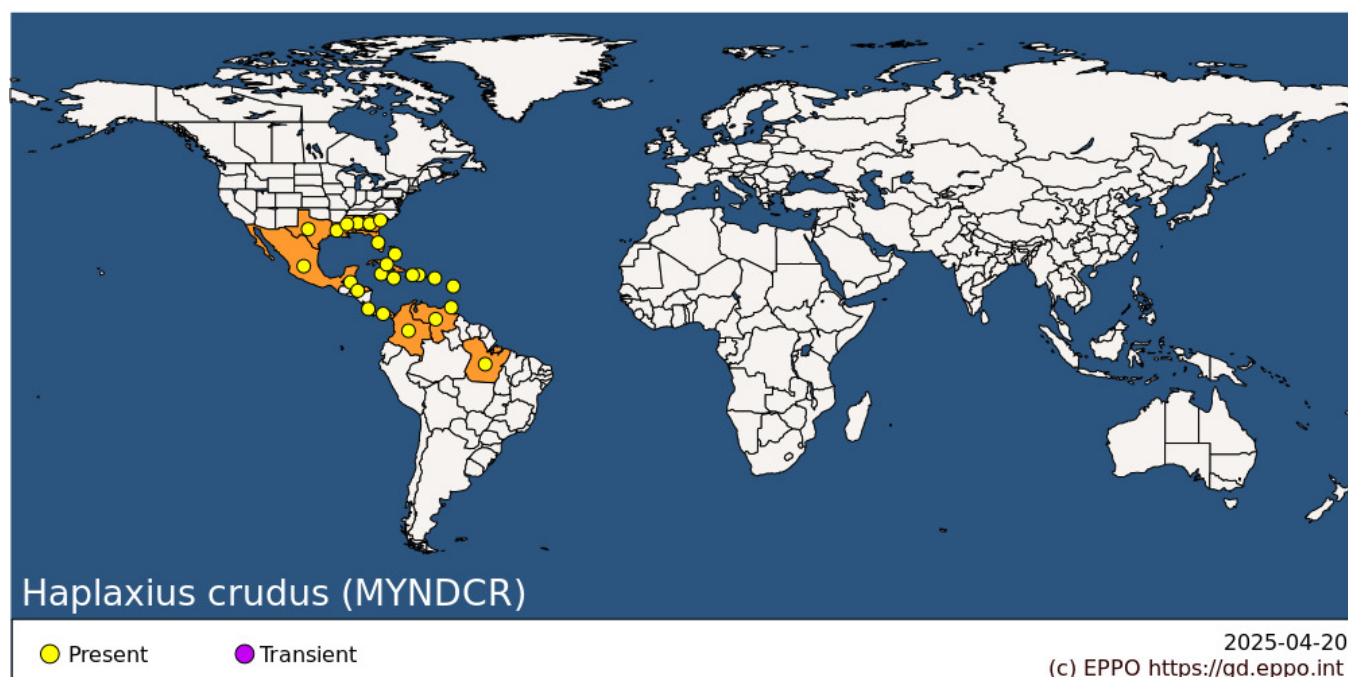 Haplaxius crudus (MYNDCR)
Present
Transient
2025-04-20
(c) EPPO https://gd.eppo.int